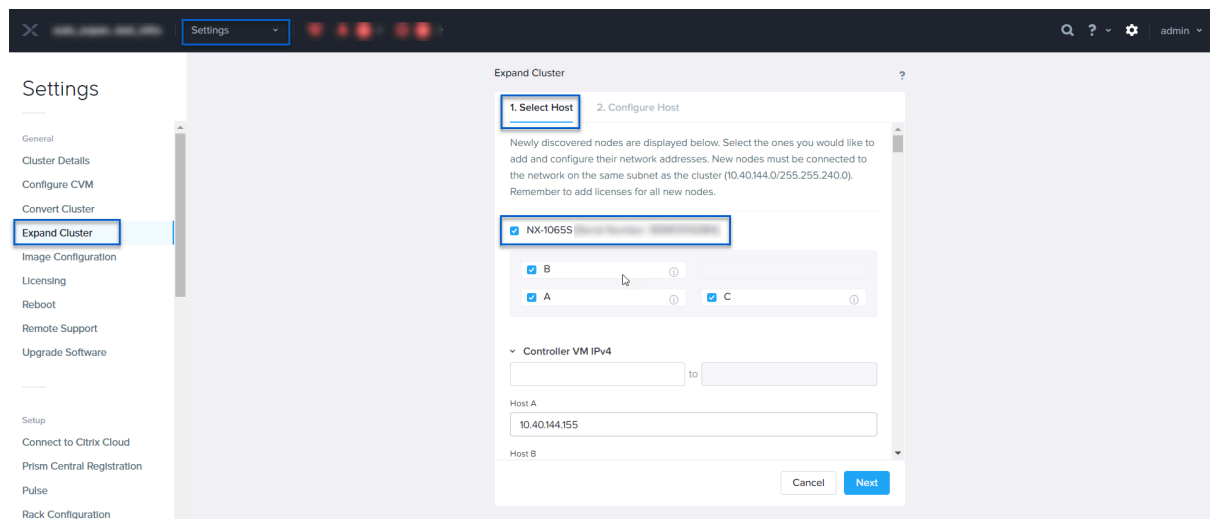 Settings
?
admin
Settings
General
Cluster Details
Configure CVM
Convert Cluster
Expand Cluster
Image Configuration
Licensing
Reboot
Remote Support
Upgrade Software
Setup
Connect to Citrix Cloud
Prism Central Registration
Pulse
Rack Configuration
Expand Cluster
?
1. Select Host
2. Configure Host
Newly discovered nodes are displayed below. Select the ones you would like to
add and configure their network addresses. New nodes must be connected to
the network on the same subnet as the cluster (10.40.144.0/255.255.240.0).
Remember to add licenses for all new nodes.
NX-1065S
B
A
C
Controller VM IPv4
to
Host A
10.40.144.155
Host B
Cancel
Next